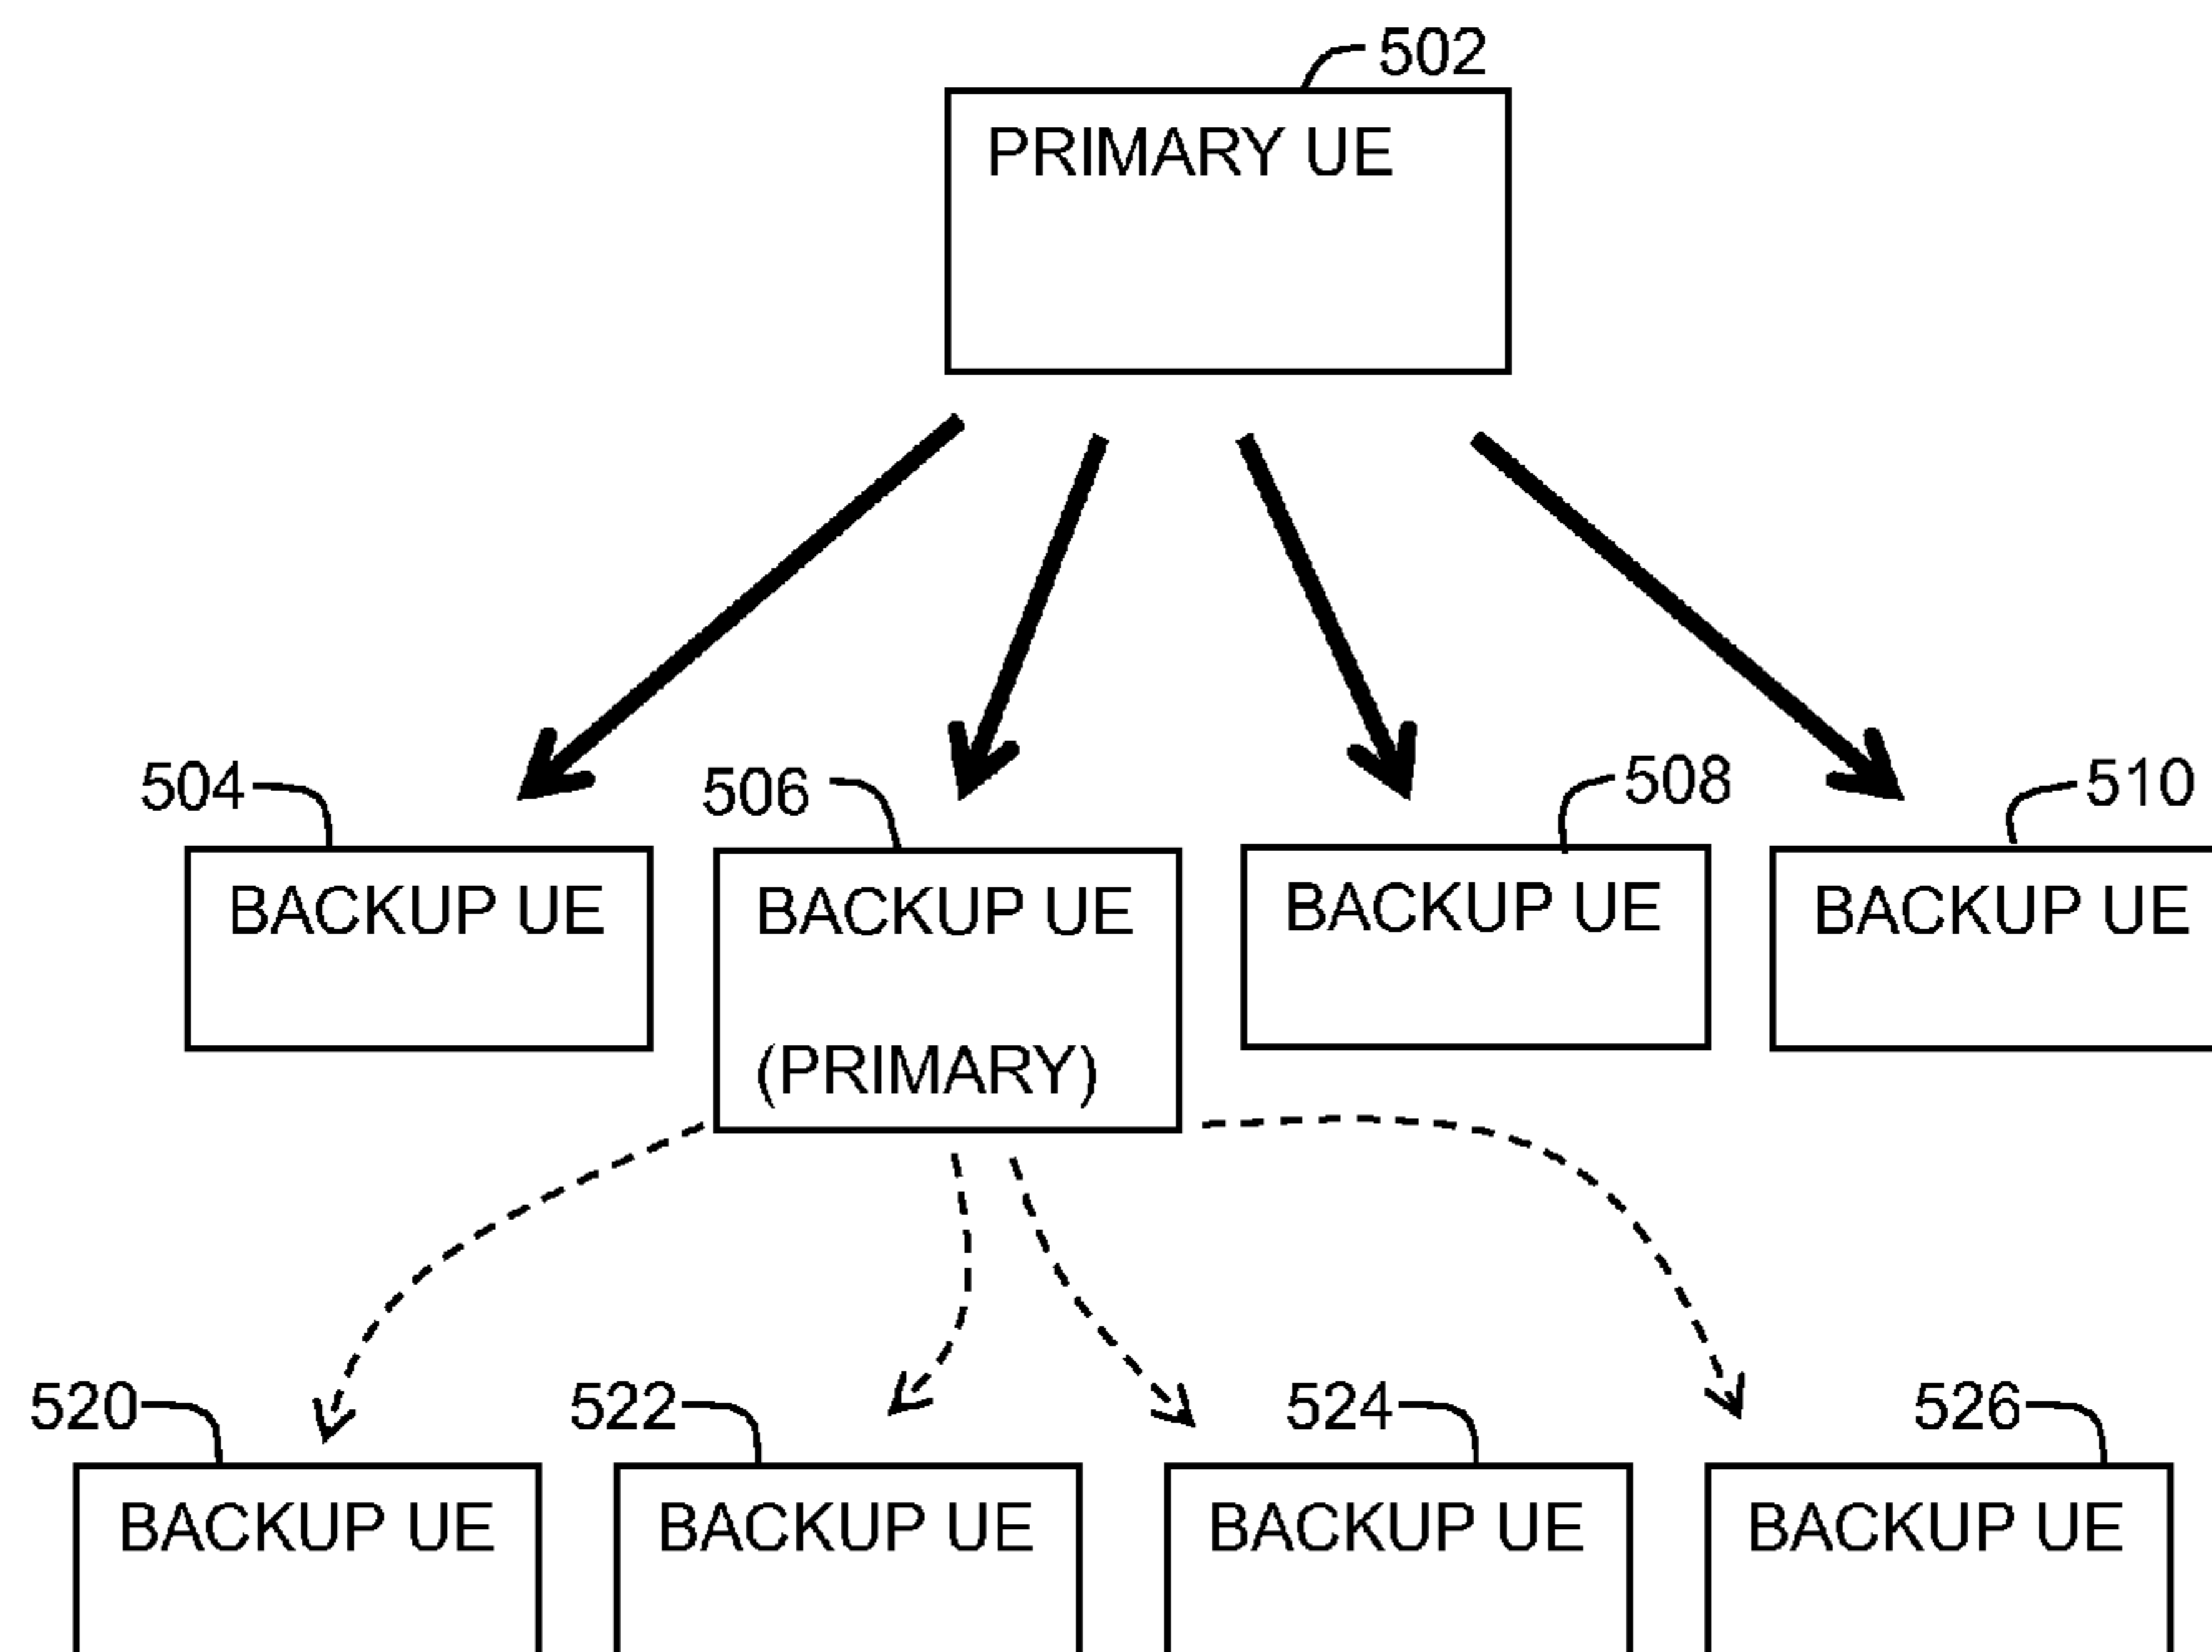 502
PRIMARY UE
504
506
508
510
BACKUP UE
BACKUP UE
(PRIMARY)
BACKUP UE
BACKUP UE
520
522
524
526
BACKUP UE
BACKUP UE
BACKUP UE
BACKUP UE